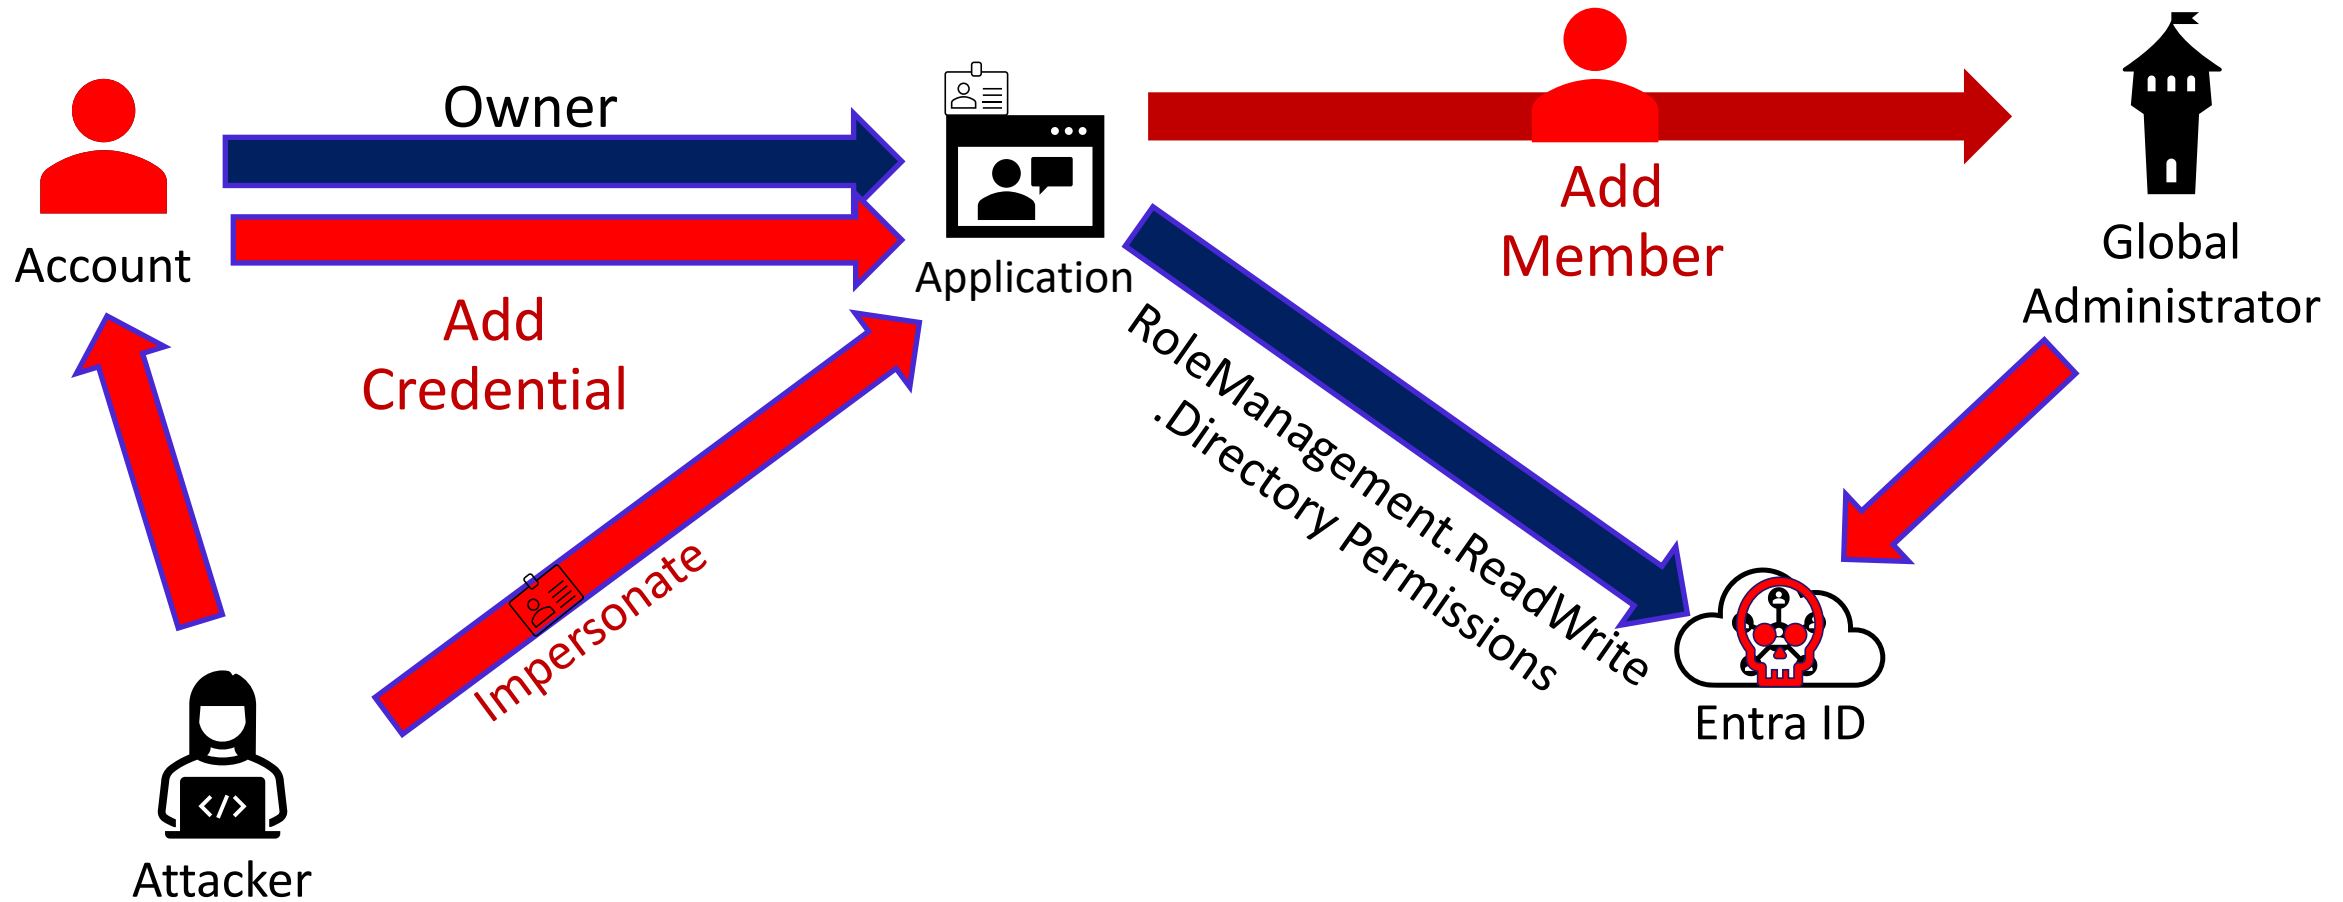 Owner
Account
Add
Credential
Application
Add
Member
Global
Administrator
RoleManagement.ReadWrite
.Directory Permissions
Impersonate
Entra ID
</>
Attacker